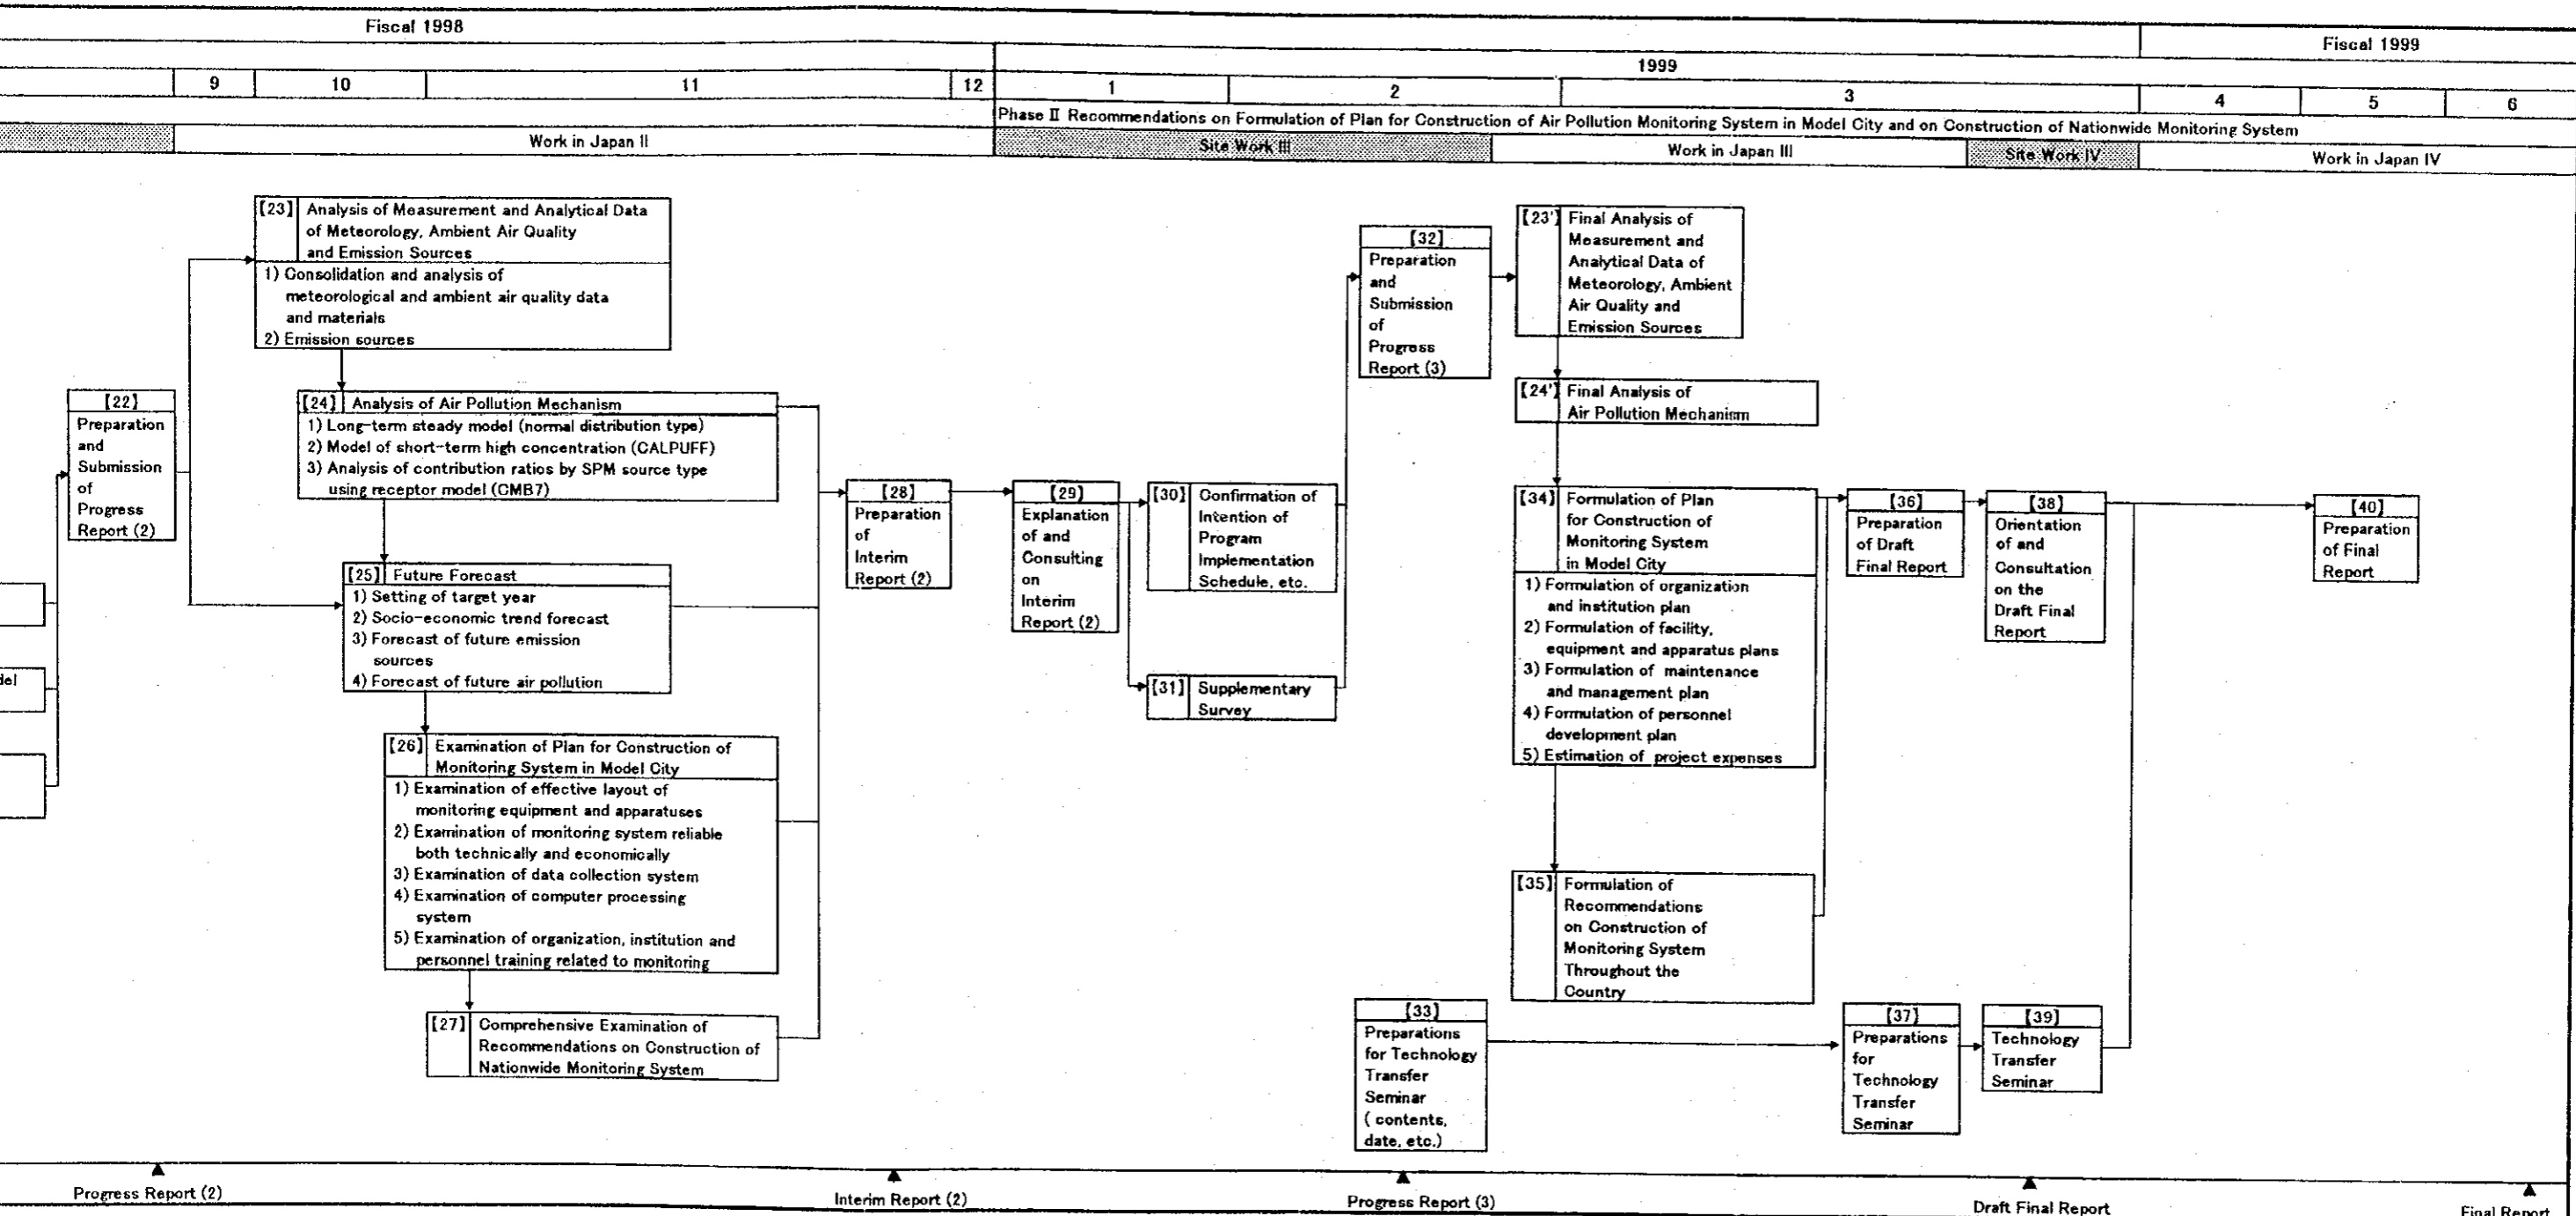 Fiscal 1998
Fiscal 1999
1999
9
10
11
12
1
2
3
4
5
6
Phase II Recommendations on Formulation of Plan for Construction of Air Pollution Monitoring System in Model City and on Construction of Nationwide Monitoring System
Work in Japan II
Site Work III
Work in Japan III
Site Work IV
Work in Japan IV
【22】
Preparation
and
Submission
of
Progress
Report (2)
【23】 Analysis of Measurement and Analytical Data
of Meteorology, Ambient Air Quality
and Emission Sources
1) Consolidation and analysis of
meteorological and ambient air quality data
and materials
2) Emission sources
【24】 Analysis of Air Pollution Mechanism
1) Long-term steady model (normal distribution type)
2) Model of short-term high concentration (CALPUFF)
3) Analysis of contribution ratios by SPM source type
using receptor model (CMB7)
【25】 Future Forecast
1) Setting of target year
2) Socio-economic trend forecast
3) Forecast of future emission
sources
4) Forecast of future air pollution
【26】 Examination of Plan for Construction of
Monitoring System in Model City
1) Examination of effective layout of
monitoring equipment and apparatuses
2) Examination of monitoring system reliable
both technically and economically
3) Examination of data collection system
4) Examination of computer processing
system
5) Examination of organization, institution and
personnel training related to monitoring
【27】 Comprehensive Examination of
Recommendations on Construction of
Nationwide Monitoring System
【28】
Preparation
of
Interim
Report (2)
【29】
Explanation
of and
Consulting
on
Interim
Report (2)
【30】 Confirmation of
Intention of
Program
Implementation
Schedule, etc.
【31】 Supplementary
Survey
【32】
Preparation
and
Submission
of
Progress
Report (3)
【33】
Preparations
for Technology
Transfer
Seminar
( contents,
date, etc.)
【23'】 Final Analysis of
Measurement and
Analytical Data of
Meteorology, Ambient
Air Quality and
Emission Sources
【24'】 Final Analysis of
Air Pollution Mechanism
【34】 Formulation of Plan
for Construction of
Monitoring System
in Model City
1) Formulation of organization
and institution plan
2) Formulation of facility,
equipment and apparatus plans
3) Formulation of maintenance
and management plan
4) Formulation of personnel
development plan
5) Estimation of project expenses
【35】 Formulation of
Recommendations
on Construction of
Monitoring System
Throughout the
Country
【36】
Preparation
of Draft
Final Report
【37】
Preparations
for
Technology
Transfer
Seminar
【38】
Orientation
of and
Consultation
on the
Draft Final
Report
【39】
Technology
Transfer
Seminar
【40】
Preparation
of Final
Report
Progress Report (2)
Interim Report (2)
Progress Report (3)
Draft Final Report
Final Report